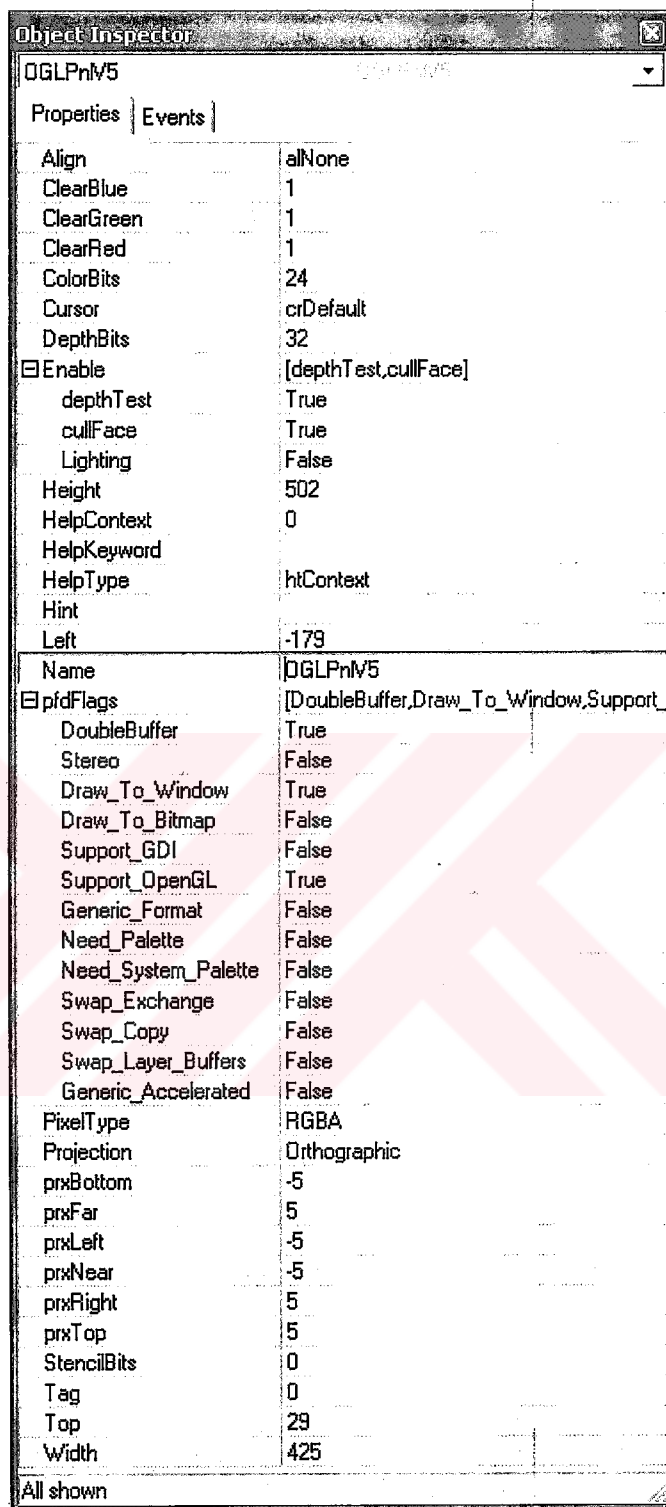 Object Inspector
OGLPnlV5
Properties Events
Align alNone
ClearBlue 1
ClearGreen 1
ClearRed 1
ColorBits 24
Cursor crDefault
DepthBits 32
Enable [depthTest,cullFace]
depthTest True
cullFace True
Lighting False
Height 502
HelpContext 0
HelpKeyword
HelpType htContext
Hint
Left -179
Name OGLPnlV5
pfdFlags [DoubleBuffer,Draw_To_Window,Support_
DoubleBuffer True
Stereo False
Draw_To_Window True
Draw_To_Bitmap False
Support_GDI False
Support_OpenGL True
Generic_Format False
Need_Palette False
Need_System_Palette False
Swap_Exchange False
Swap_Copy False
Swap_Layer_Buffers False
Generic_Accelerated False
PixelType RGBA
Projection Orthographic
prxBottom -5
prxFar 5
prxLeft -5
prxNear -5
prxRight 5
prxTop 5
StencilBits 0
Tag 0
Top 29
Width 425
All shown